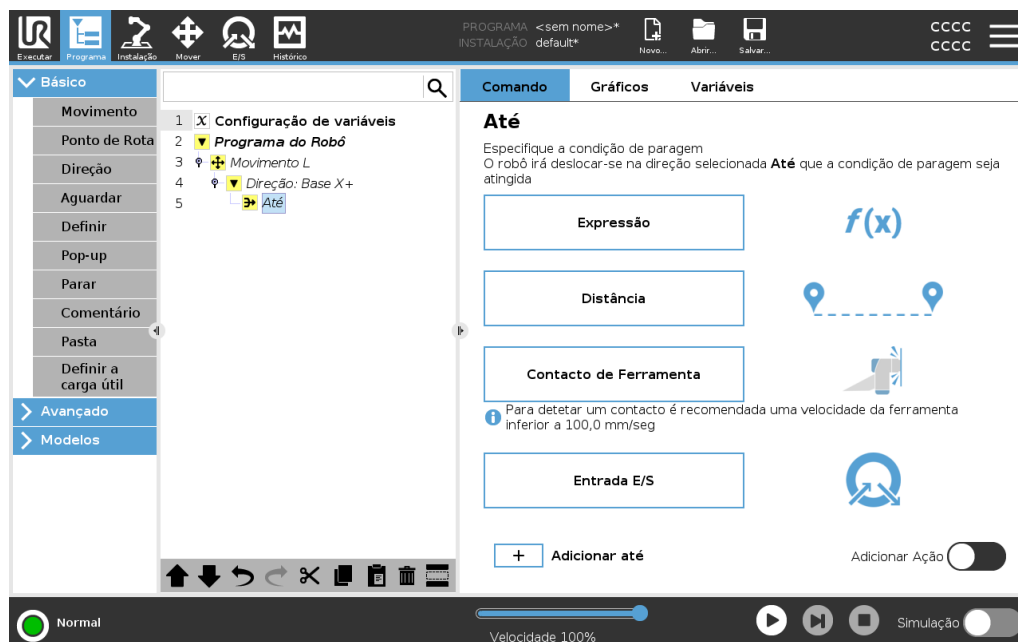 UR
PROGRAMA <sem nome>*
INSTALAÇÃO default*
Executar Programa Instalação Mover E/S Histórico
Novo... Abrir... Salvar...
CCCC
CCCC
Básico
Movimento
Ponto de Rota
Direção
Aguardar
Definir
Pop-up
Parar
Comentário
Pasta
Definir a
carga útil
Avançado
Modelos
1 X Configuração de variáveis
2 Programa do Robô
3 Movimento L
4 Direção: Base X+
5 Até
Comando Gráficos Variáveis
Até
Especifique a condição de paragem
O robô irá deslocar-se na direção selecionada Até que a condição de paragem seja
atingida
Expressão
f(x)
Distância
Contacto de Ferramenta
Para detetar um contacto é recomendada uma velocidade da ferramenta
inferior a 100,0 mm/seg
Entrada E/S
+ Adicionar até
Adicionar Ação
Normal
Velocidade 100%
Simulação